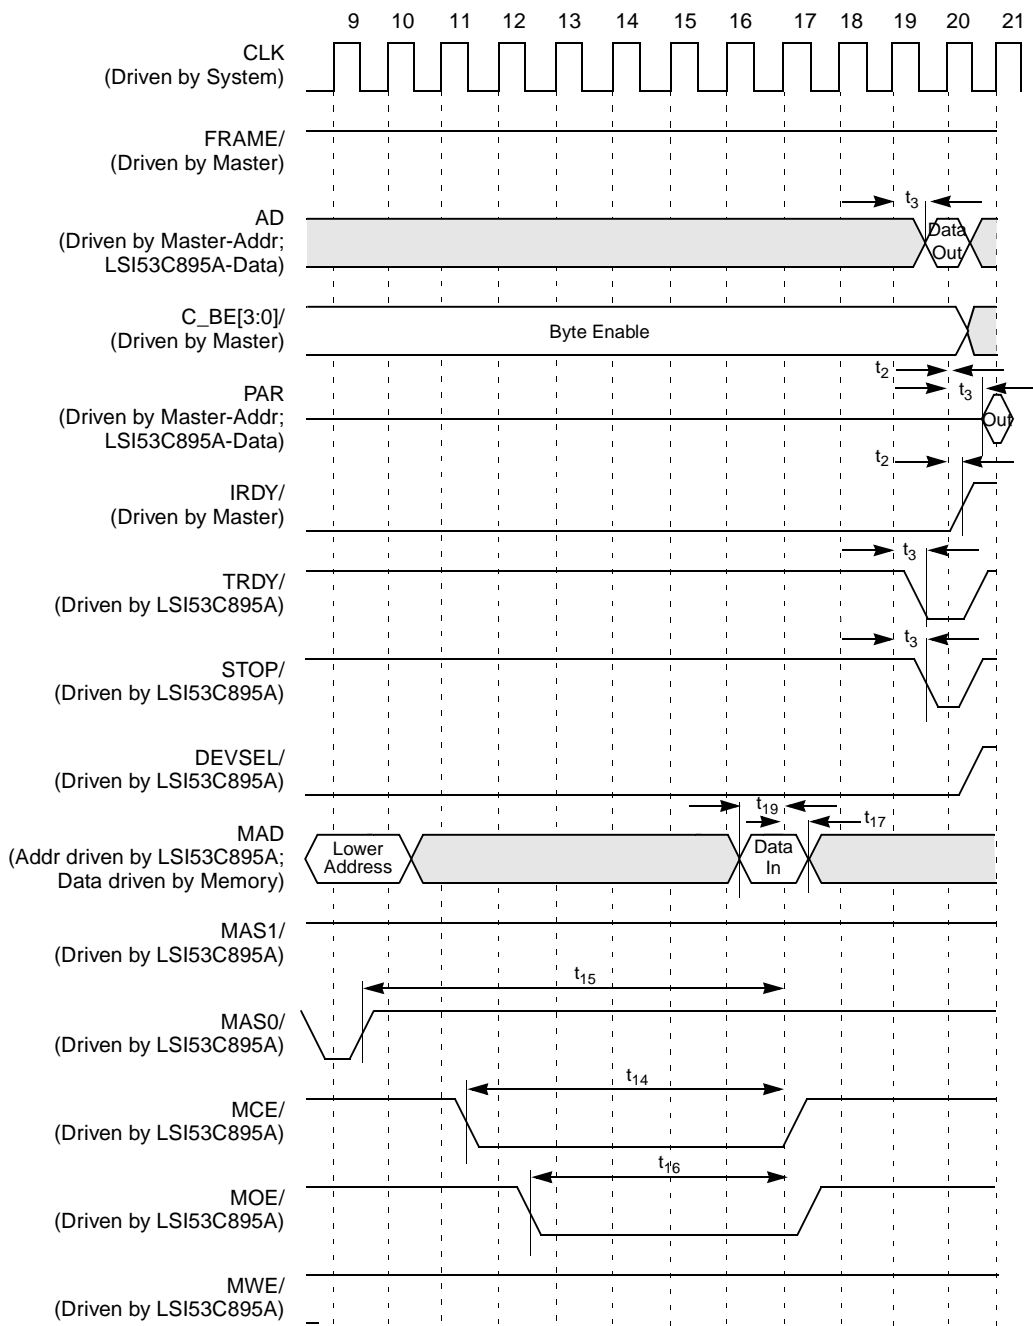 9 10 11 12 13 14 15 16 17 18 19 20 21
CLK
(Driven by System)
FRAME/
(Driven by Master)
t3
AD
(Driven by Master-Addr;
LSI53C895A-Data)
Data
Out
C_BE[3:0]/
(Driven by Master)
Byte Enable
t2
t3
PAR
(Driven by Master-Addr;
LSI53C895A-Data)
Out
t2
IRDY/
(Driven by Master)
t3
TRDY/
(Driven by LSI53C895A)
t3
STOP/
(Driven by LSI53C895A)
DEVSEL/
(Driven by LSI53C895A)
t19
t17
MAD
(Addr driven by LSI53C895A;
Data driven by Memory)
Lower
Address
Data
In
MAS1/
(Driven by LSI53C895A)
t15
MAS0/
(Driven by LSI53C895A)
t14
MCE/
(Driven by LSI53C895A)
t16
MOE/
(Driven by LSI53C895A)
MWE/
(Driven by LSI53C895A)